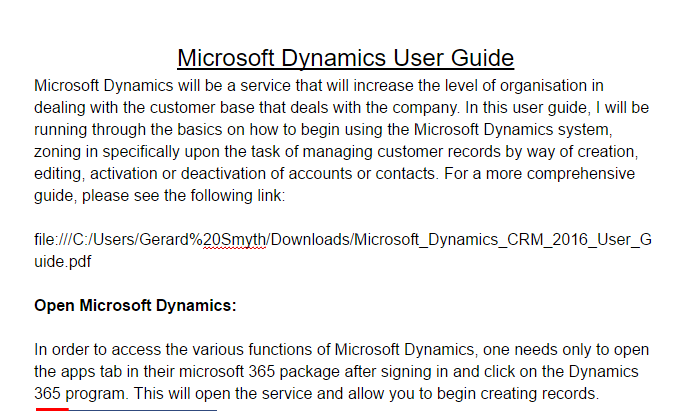 Microsoft Dynamics User Guide
Microsoft Dynamics will be a service that will increase the level of organisation in
dealing with the customer base that deals with the company. In this user guide, I will be
running through the basics on how to begin using the Microsoft Dynamics system,
zoning in specifically upon the task of managing customer records by way of creation,
editing, activation or deactivation of accounts or contacts. For a more comprehensive
guide, please see the following link:
file:///C:/Users/Gerard%20Smyth/Downloads/Microsoft_Dynamics_CRM_2016_User_G
uide.pdf
Open Microsoft Dynamics:
In order to access the various functions of Microsoft Dynamics, one needs only to open
the apps tab in their microsoft 365 package after signing in and click on the Dynamics
365 program. This will open the service and allow you to begin creating records.